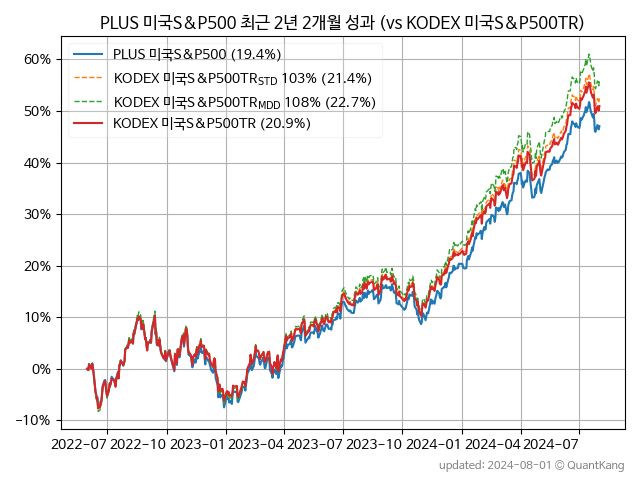 PLUS 미국S&P500 최근 2년 2개월 성과 (vs KODEX 미국S&P500TR)
PLUS 미국S&P500 (19.4%)
KODEX 미국S&P500TR_STD 103% (21.4%)
KODEX 미국S&P500TR_MDD 108% (22.7%)
KODEX 미국S&P500TR (20.9%)
60%
50%
40%
30%
20%
10%
0%
−10%
2022-07 2022-10 2023-01 2023-04 2023-07 2023-10 2024-01 2024-04 2024-07
updated: 2024-08-01 © QuantKang